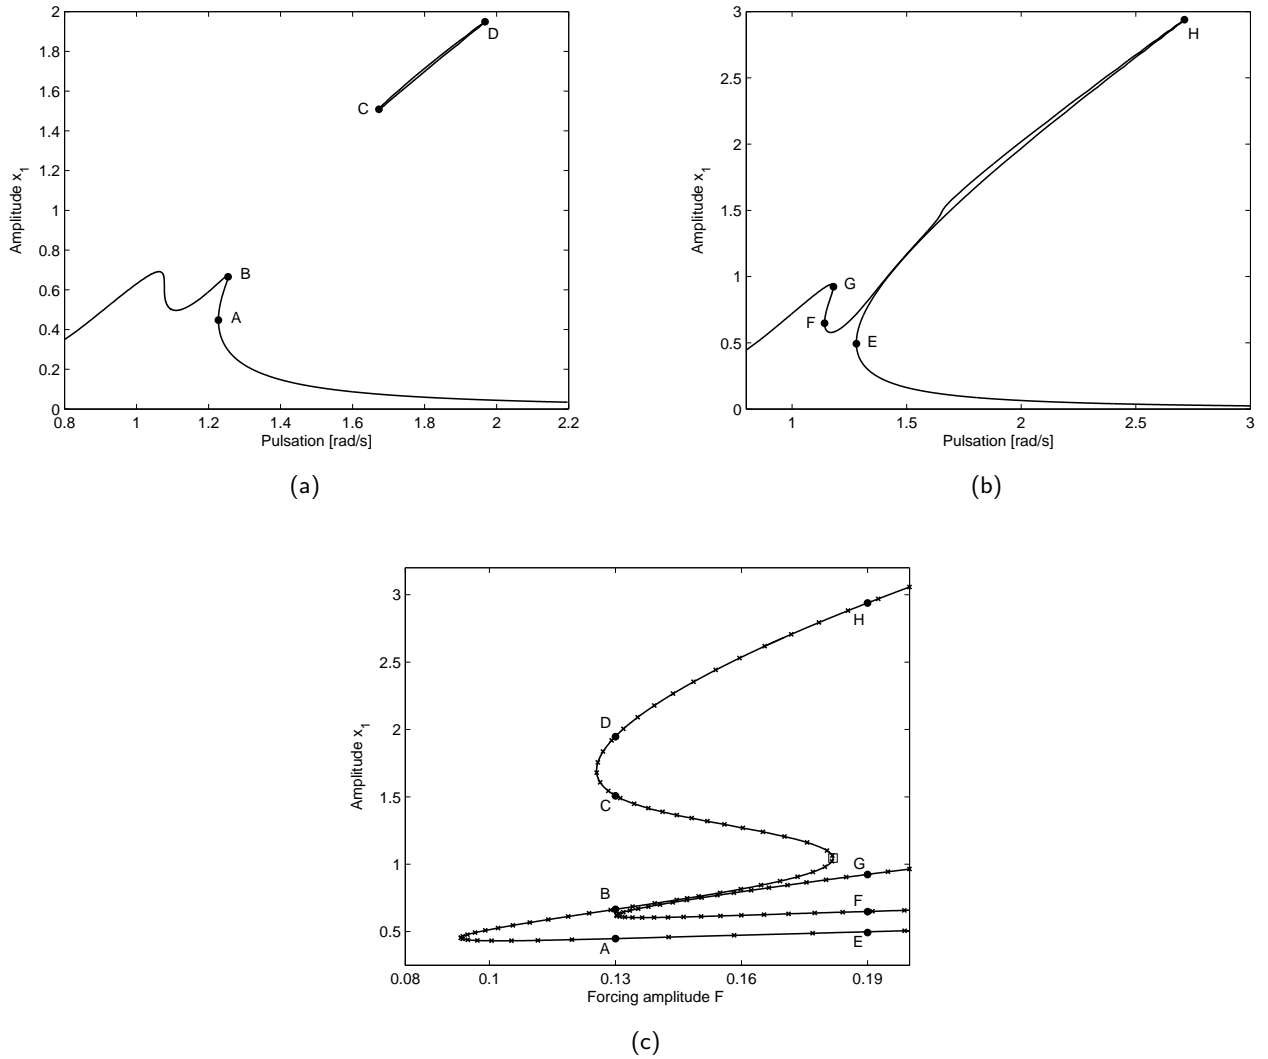 2
1.8
1.6
1.4
1.2
1
0.8
0.6
0.4
0.2
0
0.8 1 1.2 1.4 1.6 1.8 2 2.2
Amplitude x1
Pulsation [rad/s]
A
B
C
D
(a)
3
2.5
2
1.5
1
0.5
0
1 1.5 2 2.5 3
Amplitude x1
Pulsation [rad/s]
E
F
G
H
(b)
3
2.5
2
1.5
1
0.5
0.08 0.1 0.13 0.16 0.19
Amplitude x1
Forcing amplitude F
A
B
C
D
E
F
G
H
(c)